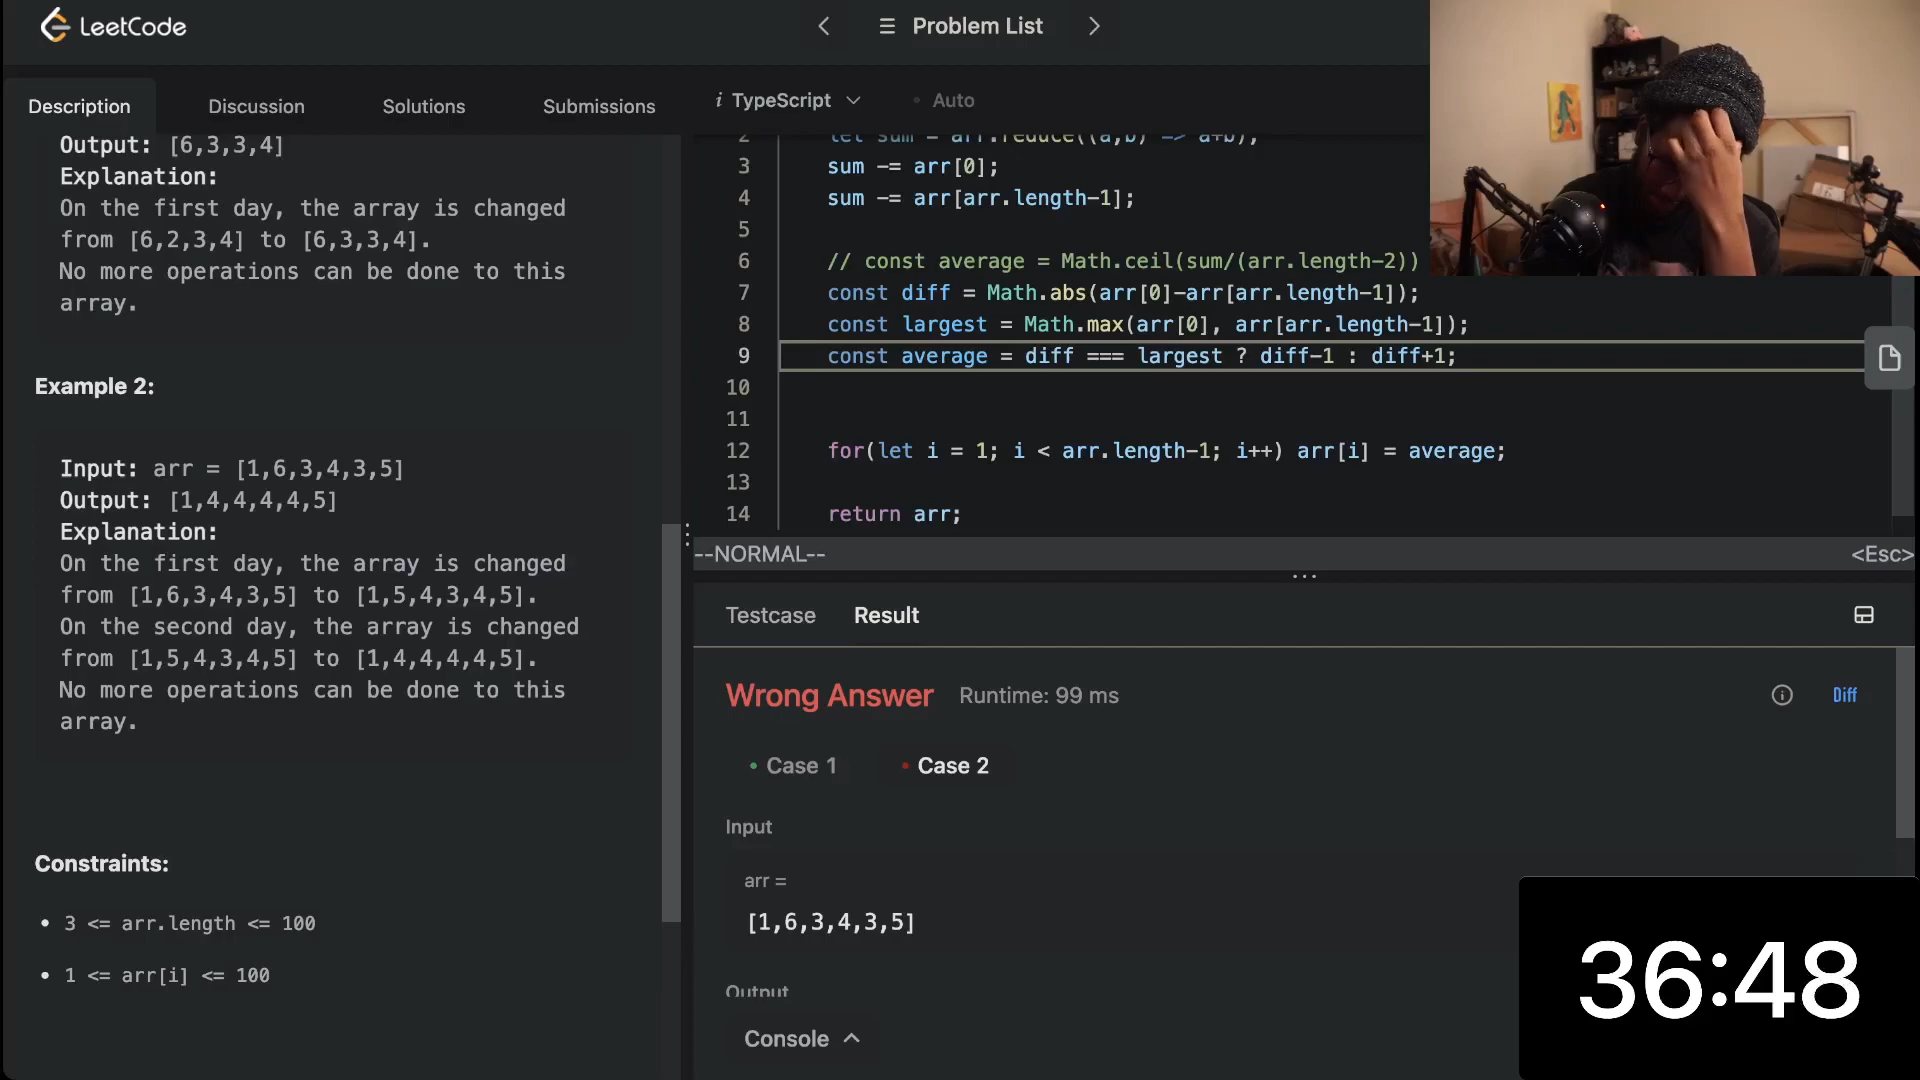 LeetCode
Problem List
Description
Discussion
Solutions
Submissions
i TypeScript
• Auto
Output: [6,3,3,4]
Explanation:
On the first day, the array is changed
from [6,2,3,4] to [6,3,3,4].
No more operations can be done to this
array.
Example 2:
Input: arr = [1,6,3,4,3,5]
Output: [1,4,4,4,4,5]
Explanation:
On the first day, the array is changed
from [1,6,3,4,3,5] to [1,5,4,3,4,5].
On the second day, the array is changed
from [1,5,4,3,4,5] to [1,4,4,4,4,5].
No more operations can be done to this
array.
Constraints:
• 3 <= arr.length <= 100
• 1 <= arr[i] <= 100
2 let sum = arr.reduce((a,b) => a+b);
3 sum -= arr[0];
4 sum -= arr[arr.length-1];
5
6 // const average = Math.ceil(sum/(arr.length-2))
7 const diff = Math.abs(arr[0]-arr[arr.length-1]);
8 const largest = Math.max(arr[0], arr[arr.length-1]);
9 const average = diff === largest ? diff-1 : diff+1;
10
11
12 for(let i = 1; i < arr.length-1; i++) arr[i] = average;
13
14 return arr;
--NORMAL--
<Esc>
Testcase
Result
Wrong Answer
Runtime: 99 ms
Diff
• Case 1
• Case 2
Input
arr =
[1,6,3,4,3,5]
Output
Console
36:48